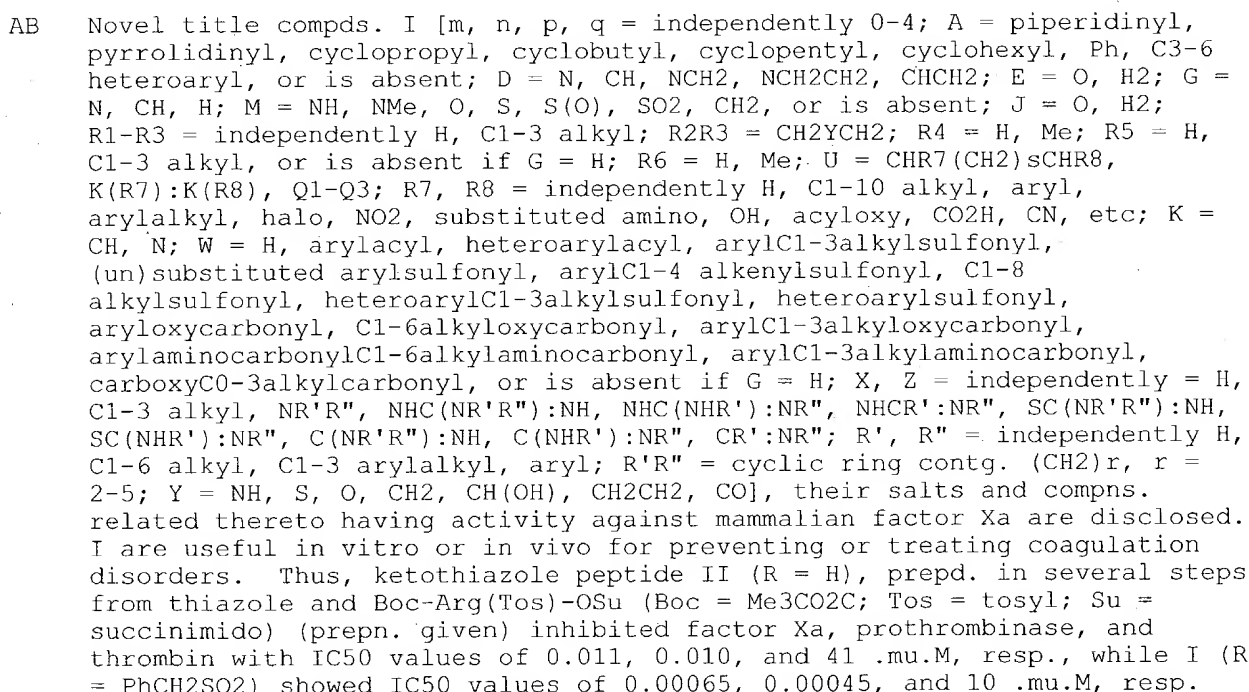 AB Novel title compds. I [m, n, p, q = independently 0-4; A = piperidinyl,
pyrrolidinyl, cyclopropyl, cyclobutyl, cyclopentyl, cyclohexyl, Ph, C3-6
heteroaryl, or is absent; D = N, CH, NCH2, NCH2CH2, CHCH2; E = O, H2; G =
N, CH, H; M = NH, NMe, O, S, S(O), SO2, CH2, or is absent; J = O, H2;
R1-R3 = independently H, C1-3 alkyl; R2R3 = CH2YCH2; R4 = H, Me; R5 = H,
C1-3 alkyl, or is absent if G = H; R6 = H, Me; U = CHR7(CH2)sCHR8,
K(R7):K(R8), Q1-Q3; R7, R8 = independently H, C1-10 alkyl, aryl,
arylalkyl, halo, NO2, substituted amino, OH, acyloxy, CO2H, CN, etc; K =
CH, N; W = H, arylacyl, heteroarylacyl, arylC1-3alkylsulfonyl,
(un)substituted arylsulfonyl, arylC1-4 alkenylsulfonyl, C1-8
alkylsulfonyl, heteroarylC1-3alkylsulfonyl, heteroarylsulfonyl,
aryloxycarbonyl, C1-6alkyloxycarbonyl, arylC1-3alkyloxycarbonyl,
arylaminocarbonylC1-6alkylaminocarbonyl, arylC1-3alkylaminocarbonyl,
carboxyC0-3alkylcarbonyl, or is absent if G = H; X, Z = independently = H,
C1-3 alkyl, NR'R", NHC(NR'R"):NH, NHC(NHR'):NR", NHCR':NR", SC(NR'R"):NH,
SC(NHR'):NR", C(NR'R"):NH, C(NHR'):NR", CR':NR"; R', R" = independently H,
C1-6 alkyl, C1-3 arylalkyl, aryl; R'R" = cyclic ring contg. (CH2)r, r =
2-5; Y = NH, S, O, CH2, CH(OH), CH2CH2, CO], their salts and compns.
related thereto having activity against mammalian factor Xa are disclosed.
I are useful in vitro or in vivo for preventing or treating coagulation
disorders. Thus, ketothiazole peptide II (R = H), prepd. in several steps
from thiazole and Boc-Arg(Tos)-OSu (Boc = Me3CO2C; Tos = tosyl; Su =
succinimido) (prepn. given) inhibited factor Xa, prothrombinase, and
thrombin with IC50 values of 0.011, 0.010, and 41 .mu.M, resp., while I (R
= PhCH2SO2) showed IC50 values of 0.00065, 0.00045, and 10 .mu.M, resp.